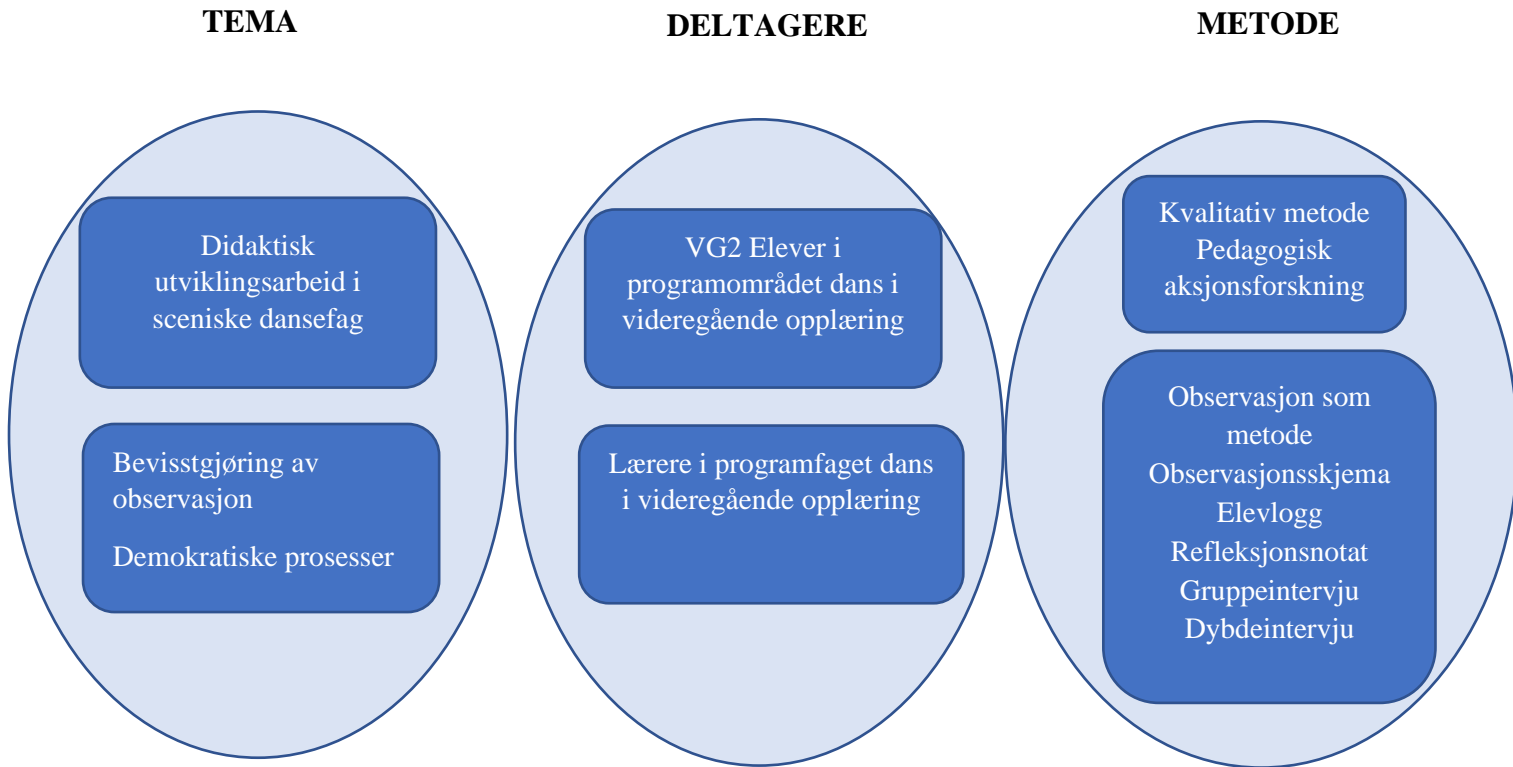 TEMA
DELTAGERE
METODE
Didaktisk
utviklingsarbeid i
sceniske dansefag
Bevisstgjøring av
observasjon
Demokratiske prosesser
VG2 Elever i
programområdet dans i
videregående opplæring
Lærere i programfaget dans
i videregående opplæring
Kvalitativ metode
Pedagogisk
aksjonsforskning
Observasjon som
metode
Observasjonsskjema
Elevlogg
Refleksjonsnotat
Gruppeintervju
Dybdeintervju